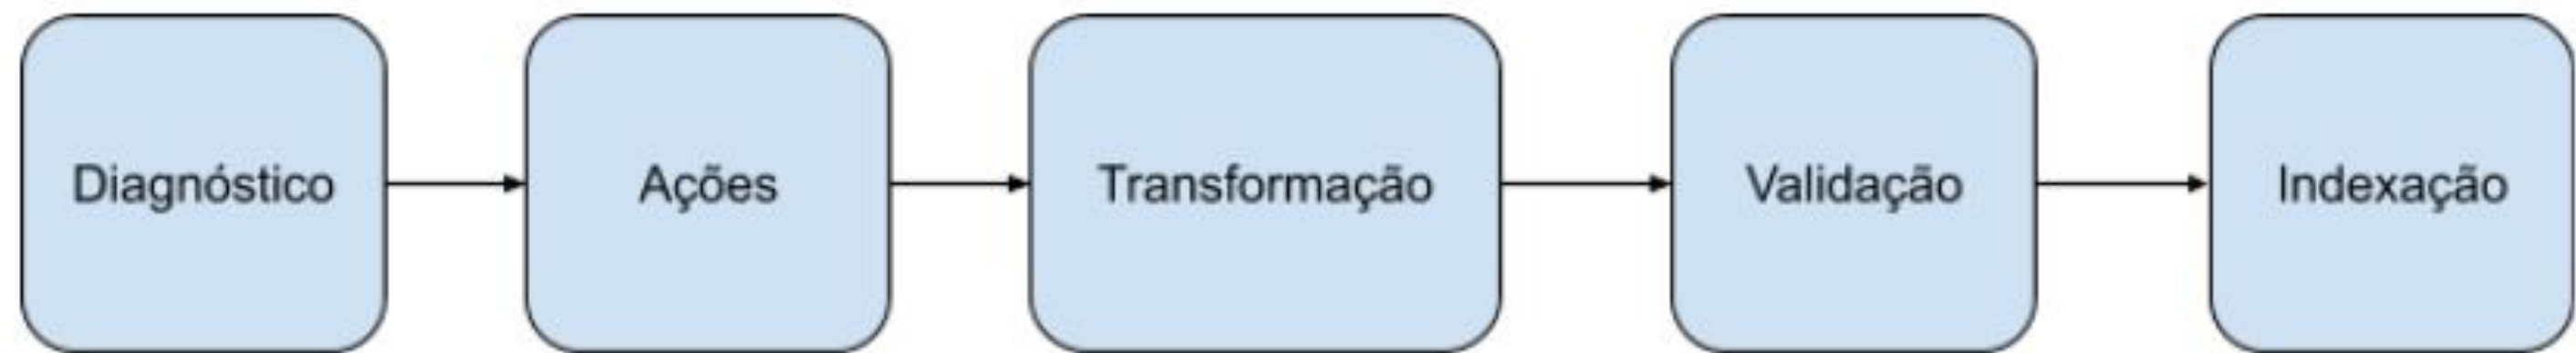 Diagnóstico
Ações
Transformação
Validação
Indexação